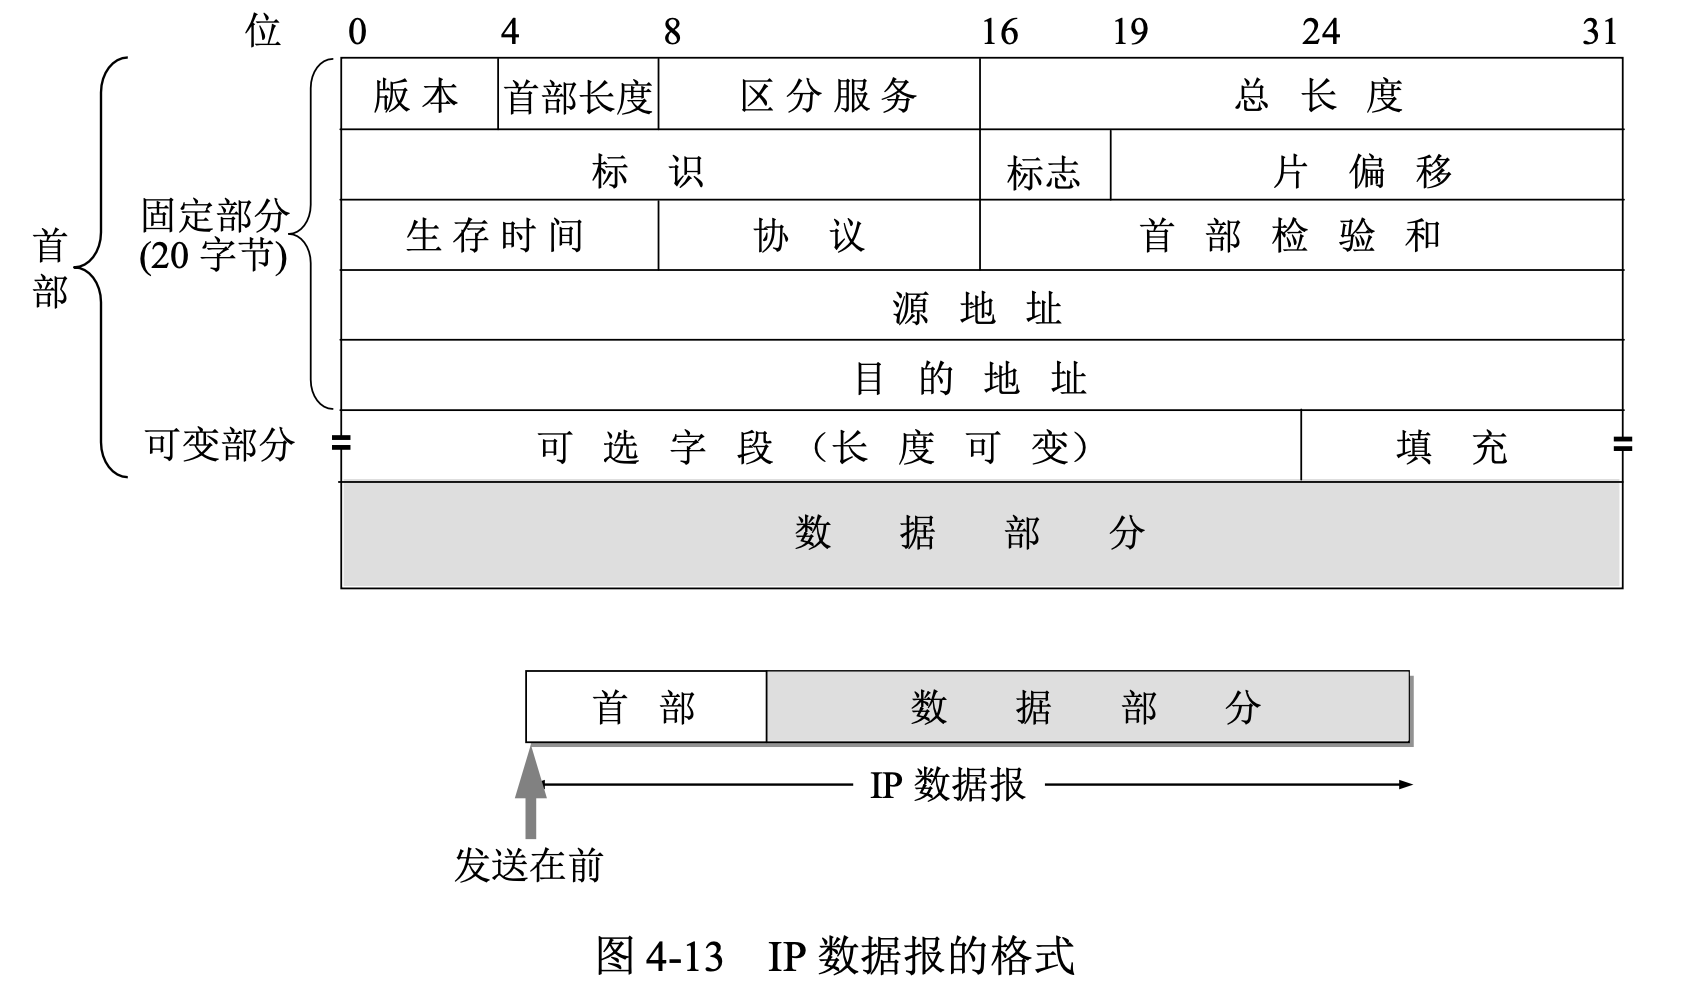 位 0 4 8 16 19 24 31
版本 首部长度 区分服务 总长度
标识 标志 片偏移
固定部分
(20 字节)
生存时间 协议 首部检验和
首部
源地址
目的地址
可变部分 可选字段（长度可变） 填充
数据部分
首部 数据部分
IP 数据报
发送在前
图 4-13 IP 数据报的格式